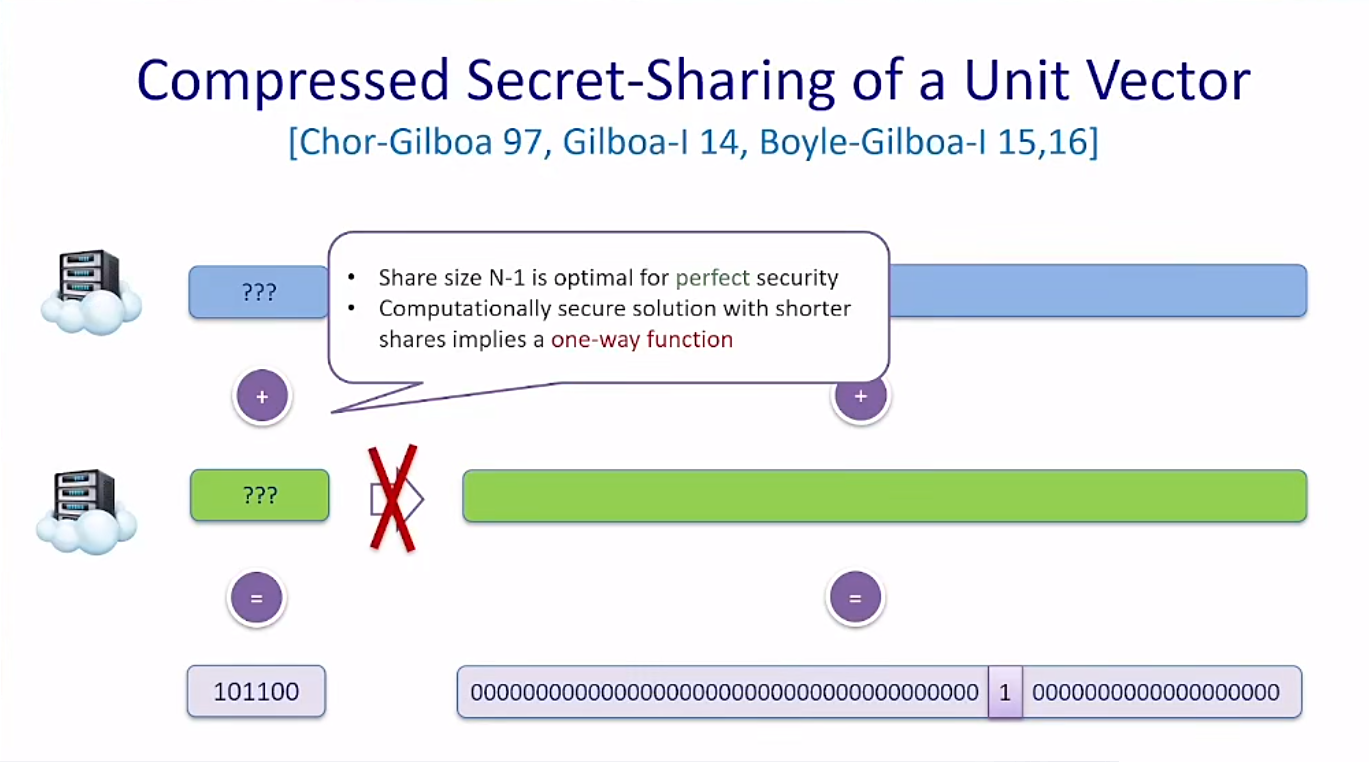 Compressed Secret-Sharing of a Unit Vector
[Chor-Gilboa 97, Gilboa-I 14, Boyle-Gilboa-I 15,16]
• Share size N-1 is optimal for perfect security
• Computationally secure solution with shorter
shares implies a one-way function
???
+
+
???
=
=
101100
000000000000000000000000000000000000000 1 0000000000000000000